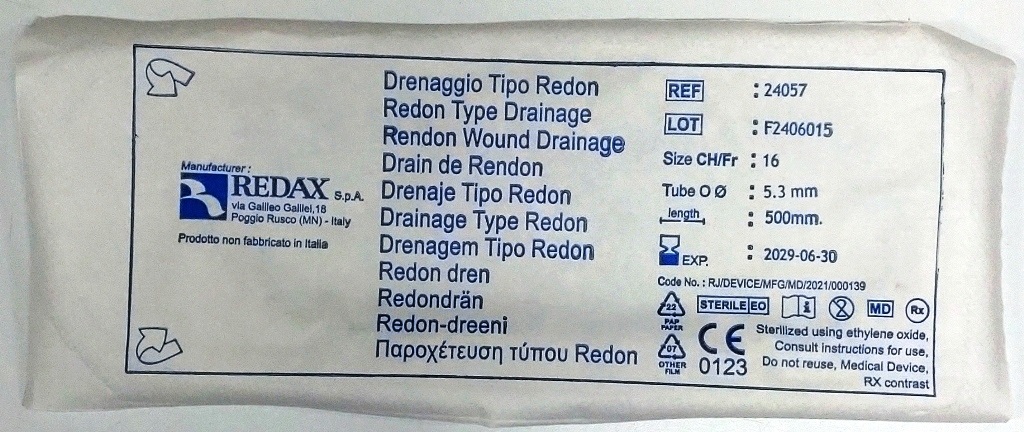 Manufacturer :
REDAX S.p.A.
via Galileo Galilei,18
Poggio Rusco (MN) - Italy
Prodotto non fabbricato in Italia
Drenaggio Tipo Redon
Redon Type Drainage
Rendon Wound Drainage
Drain de Rendon
Drenaje Tipo Redon
Drainage Type Redon
Drenagem Tipo Redon
Redon dren
Redondrän
Redon-dreeni
Παροχέτευση τύπου Redon
REF : 24057
LOT : F2406015
Size CH/Fr : 16
Tube O Ø : 5.3 mm
length : 500mm.
EXP. : 2029-06-30
Code No. : RJ/DEVICE/MFG/MD/2021/000139
22 PAP PAPER
STERILE EO i 2 MD Rx
07 OTHER FILM
CE 0123
Sterilized using ethylene oxide,
Consult instructions for use,
Do not reuse, Medical Device,
RX contrast